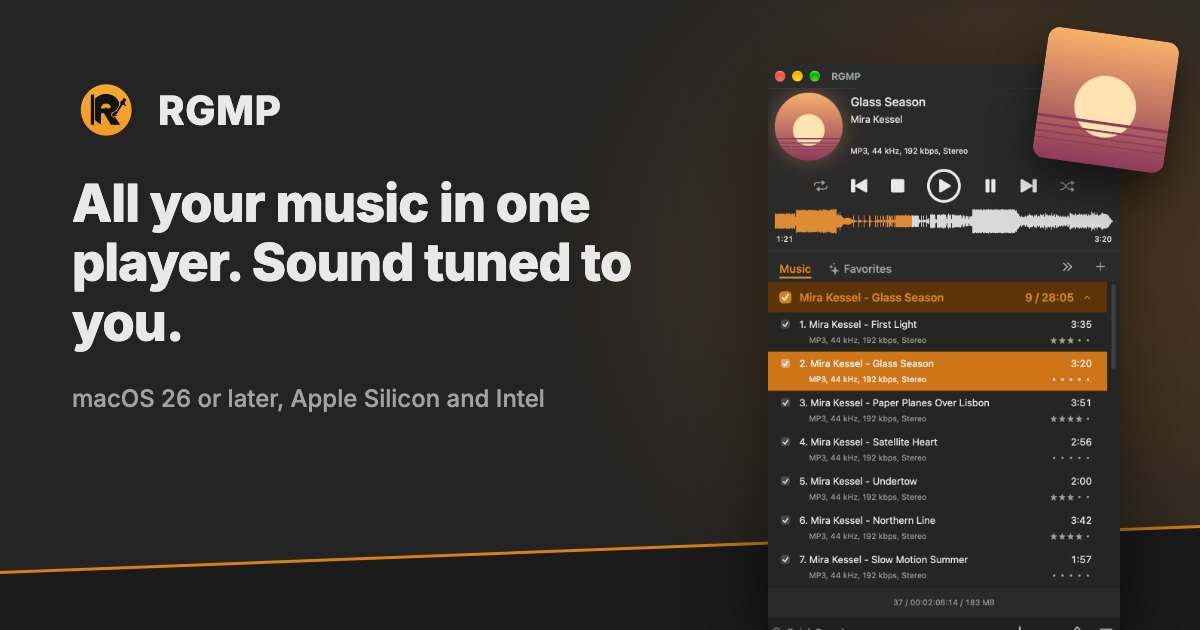 RGMP
All your music in one
player. Sound tuned to
you.
macOS 26 or later, Apple Silicon and Intel
RGMP
Glass Season
Mira Kessel
MP3, 44 kHz, 192 kbps, Stereo
1:21 3:20
Music Favorites
Mira Kessel - Glass Season 9 / 28:05
1. Mira Kessel - First Light 3:35
MP3, 44 kHz, 192 kbps, Stereo
2. Mira Kessel - Glass Season 3:20
MP3, 44 kHz, 192 kbps, Stereo
3. Mira Kessel - Paper Planes Over Lisbon 3:51
MP3, 44 kHz, 192 kbps, Stereo
4. Mira Kessel - Satellite Heart 2:56
MP3, 44 kHz, 192 kbps, Stereo
5. Mira Kessel - Undertow 2:00
MP3, 44 kHz, 192 kbps, Stereo
6. Mira Kessel - Northern Line 3:42
MP3, 44 kHz, 192 kbps, Stereo
7. Mira Kessel - Slow Motion Summer 1:57
MP3, 44 kHz, 192 kbps, Stereo
37 / 00:02:06:14 / 183 MB